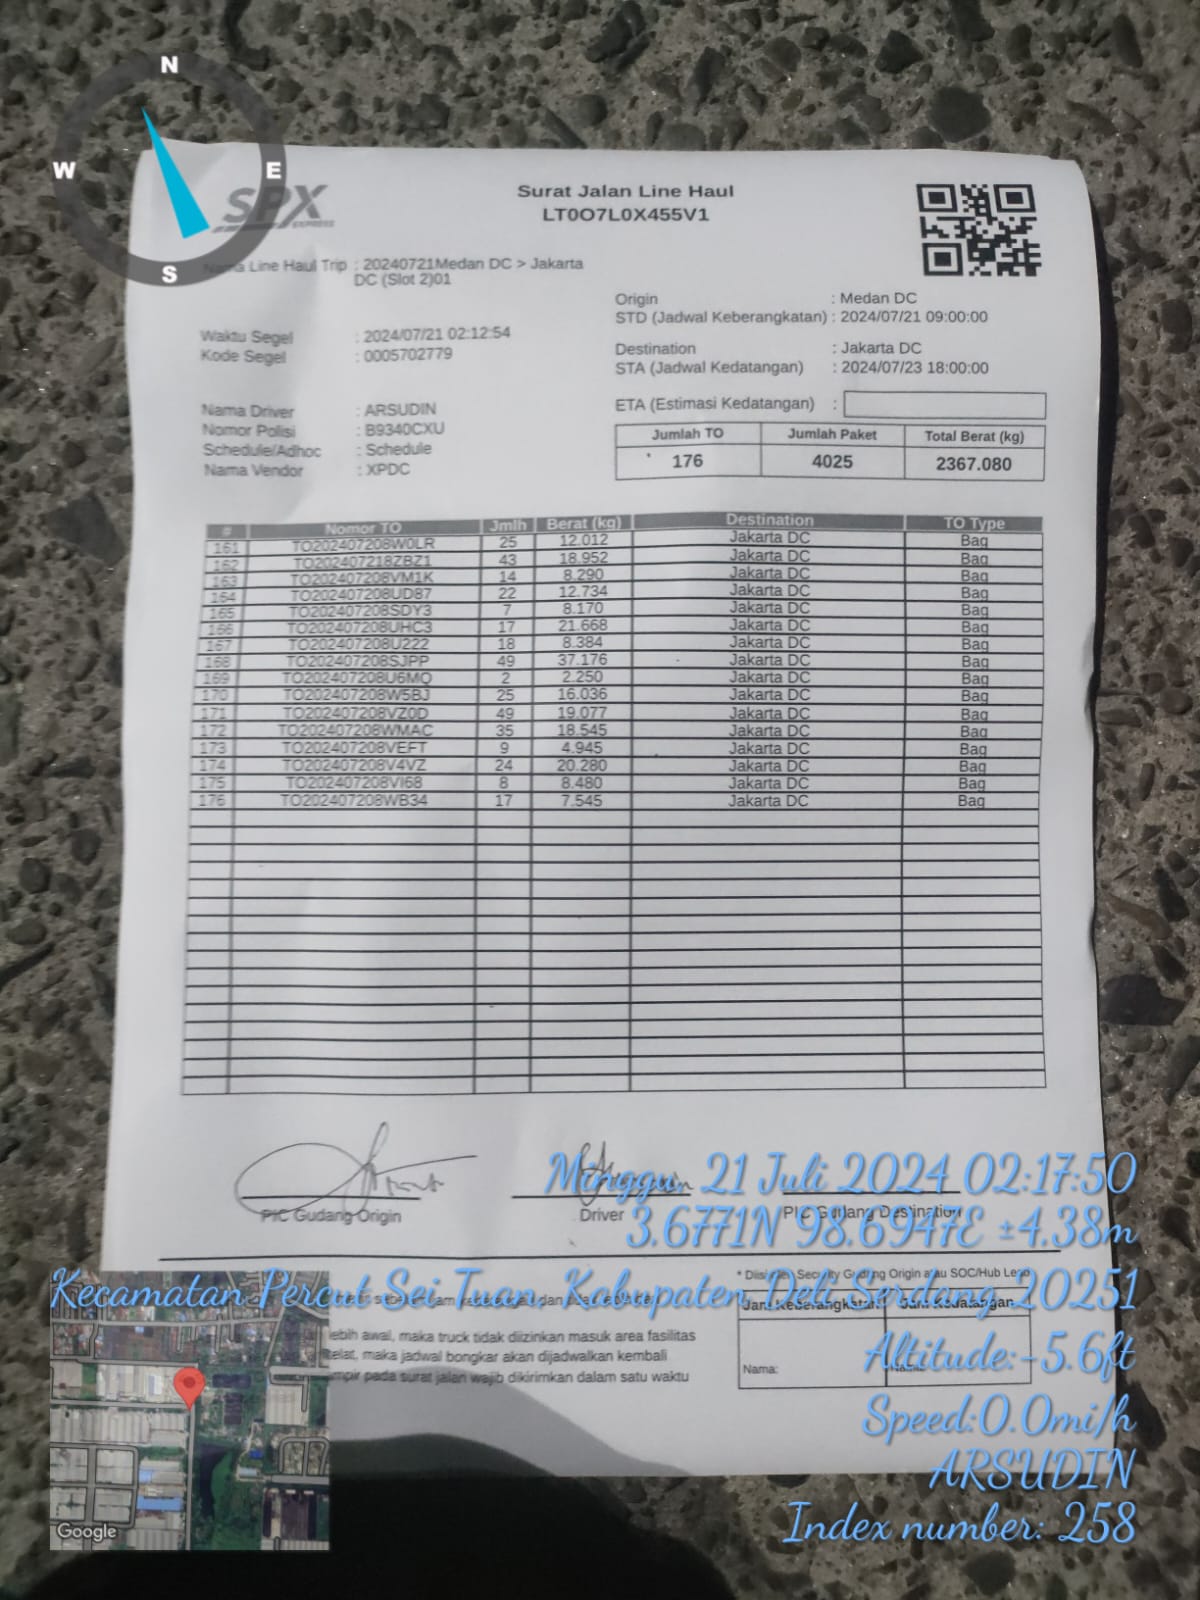 N
W E
S
SPX
EXPRESS
Surat Jalan Line Haul
LT0O7L0X455V1
Nama Line Haul Trip : 20240721Medan DC > Jakarta
DC (Slot 2)01
Waktu Segel : 2024/07/21 02:12:54
Kode Segel : 0005702779
Nama Driver : ARSUDIN
Nomor Polisi : B9340CXU
Schedule/Adhoc : Schedule
Nama Vendor : XPDC
Origin : Medan DC
STD (Jadwal Keberangkatan) : 2024/07/21 09:00:00
Destination : Jakarta DC
STA (Jadwal Kedatangan) : 2024/07/23 18:00:00
ETA (Estimasi Kedatangan) :
Jumlah TO Jumlah Paket Total Berat (kg)
176 4025 2367.080
# Nomor TO Jmlh Berat (kg) Destination TO Type
161 TO202407208W0LR 25 12.012 Jakarta DC Bag
162 TO202407218ZBZ1 43 18.952 Jakarta DC Bag
163 TO202407208VM1K 14 8.290 Jakarta DC Bag
164 TO202407208UD87 22 12.734 Jakarta DC Bag
165 TO202407208SDY3 7 8.170 Jakarta DC Bag
166 TO202407208UHC3 17 21.668 Jakarta DC Bag
167 TO202407208U222 18 8.384 Jakarta DC Bag
168 TO202407208SJPP 49 37.176 Jakarta DC Bag
169 TO202407208U6MQ 2 2.250 Jakarta DC Bag
170 TO202407208W5BJ 25 16.036 Jakarta DC Bag
171 TO202407208VZ0D 49 19.077 Jakarta DC Bag
172 TO202407208WMAC 35 18.545 Jakarta DC Bag
173 TO202407208VEFT 9 4.945 Jakarta DC Bag
174 TO202407208V4VZ 24 20.280 Jakarta DC Bag
175 TO202407208VI68 8 8.480 Jakarta DC Bag
176 TO202407208WB34 17 7.545 Jakarta DC Bag
PIC Gudang Origin Driver PIC Gudang Destination
Minggu, 21 Juli 2024 02:17:50
3.6771N 98.6947E ±4.38m
Kecamatan Percut Sei Tuan, Kabupaten Deli Serdang 20251
Altitude:-5.6ft
Speed:0.0mi/h
ARSUDIN
Index number: 258
* Diisi oleh Security Gudang Origin atau SOC/Hub Lead
Jam Keberangkatan Jam Kedatangan
Nama: Nama:
lebih awal, maka truck tidak diizinkan masuk area fasilitas
telat, maka jadwal bongkar akan dijadwalkan kembali
pada surat jalan wajib dikirimkan dalam satu waktu
Google